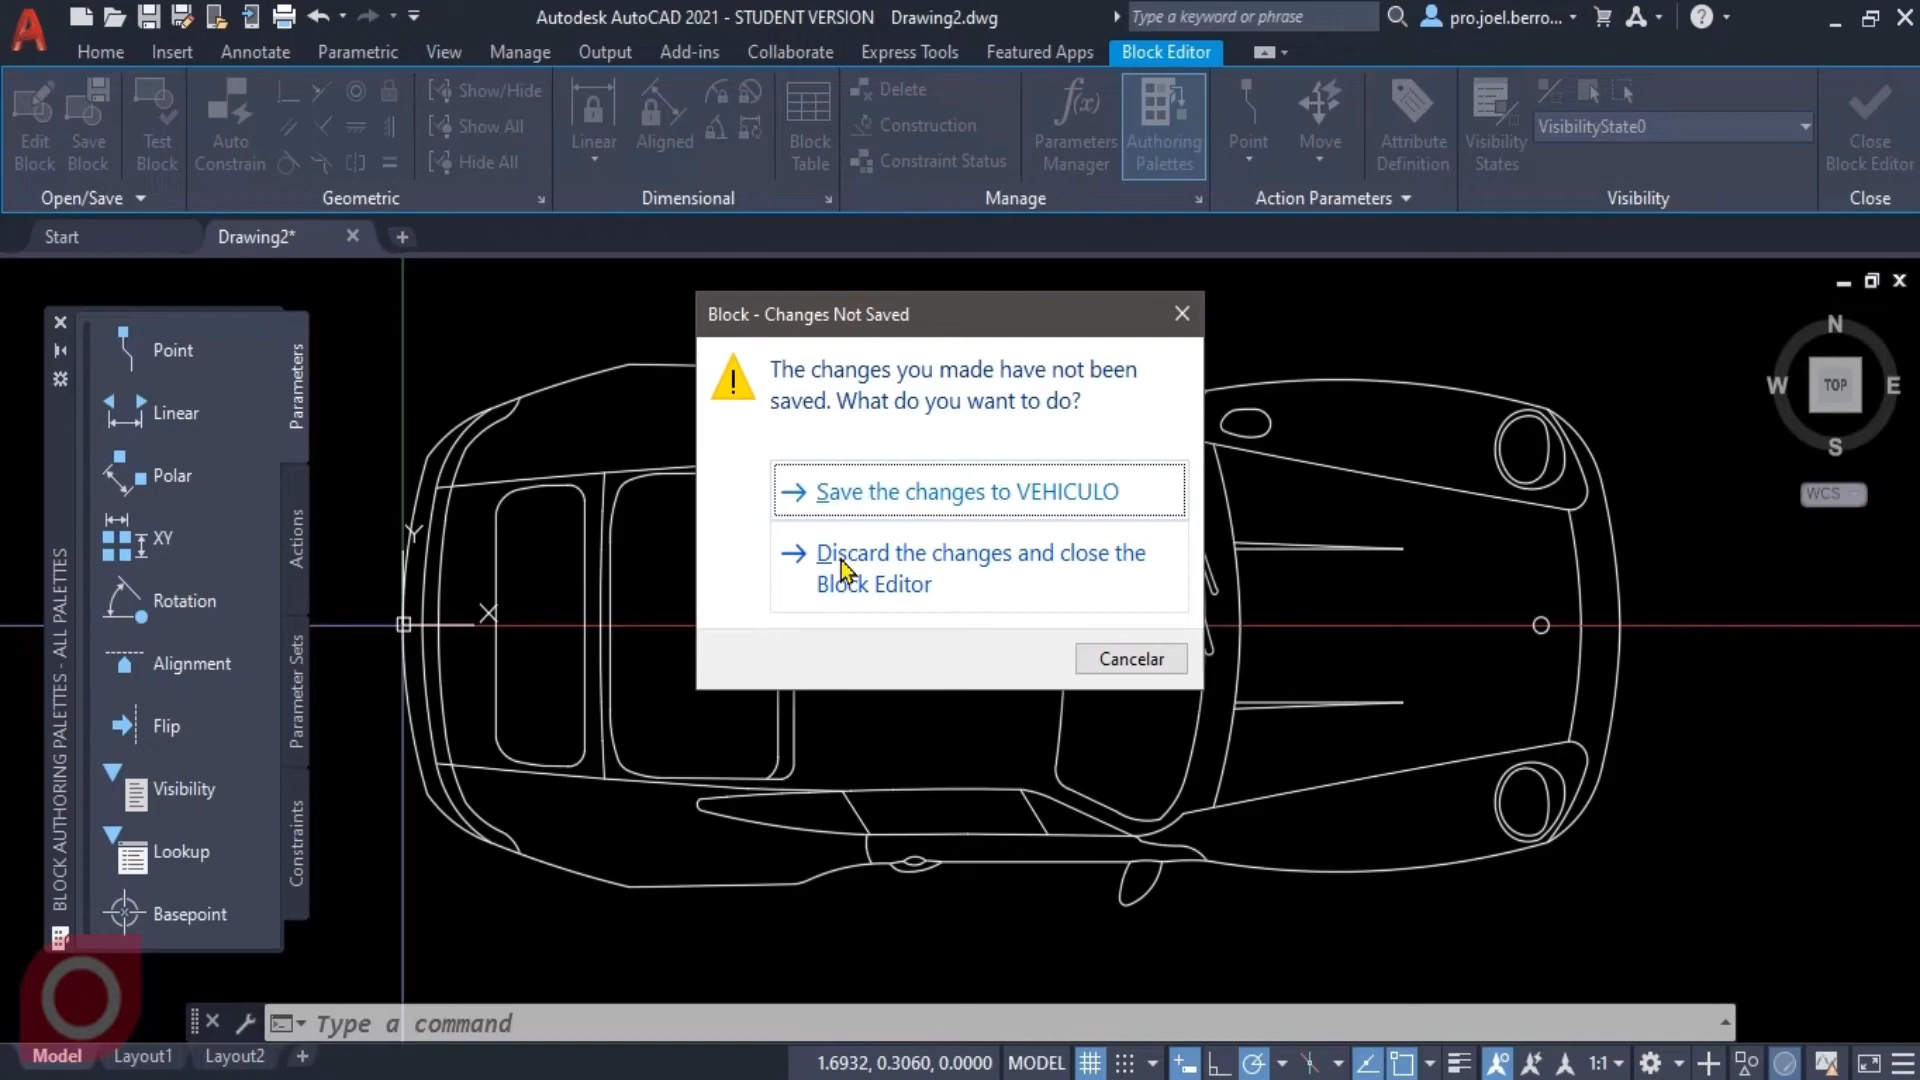 Autodesk AutoCAD 2021 - STUDENT VERSION Drawing2.dwg
Type a keyword or phrase
pro.joel.berro...
Home Insert Annotate Parametric View Manage Output Add-ins Collaborate Express Tools Featured Apps Block Editor
Edit Block
Save Block
Test Block
Open/Save
Auto Constrain
Show/Hide
Show All
Hide All
Geometric
Linear
Aligned
Dimensional
Block Table
Delete
Construction
Constraint Status
Parameters Manager
Authoring Palettes
Manage
Point
Move
Attribute Definition
Action Parameters
Visibility States
VisibilityState0
Visibility
Close Block Editor
Close
Start
Drawing2*
Block - Changes Not Saved
The changes you made have not been
saved. What do you want to do?
Save the changes to VEHICULO
Discard the changes and close the
Block Editor
Cancelar
Point
Linear
Polar
XY
Rotation
Alignment
Flip
Visibility
Lookup
Basepoint
Parameters
Actions
Parameter Sets
Constraints
BLOCK AUTHORING PALETTES - ALL PALETTES
N
W TOP E
S
WCS
Y
X
Type a command
Model Layout1 Layout2
1.6932, 0.3060, 0.0000 MODEL 1:1